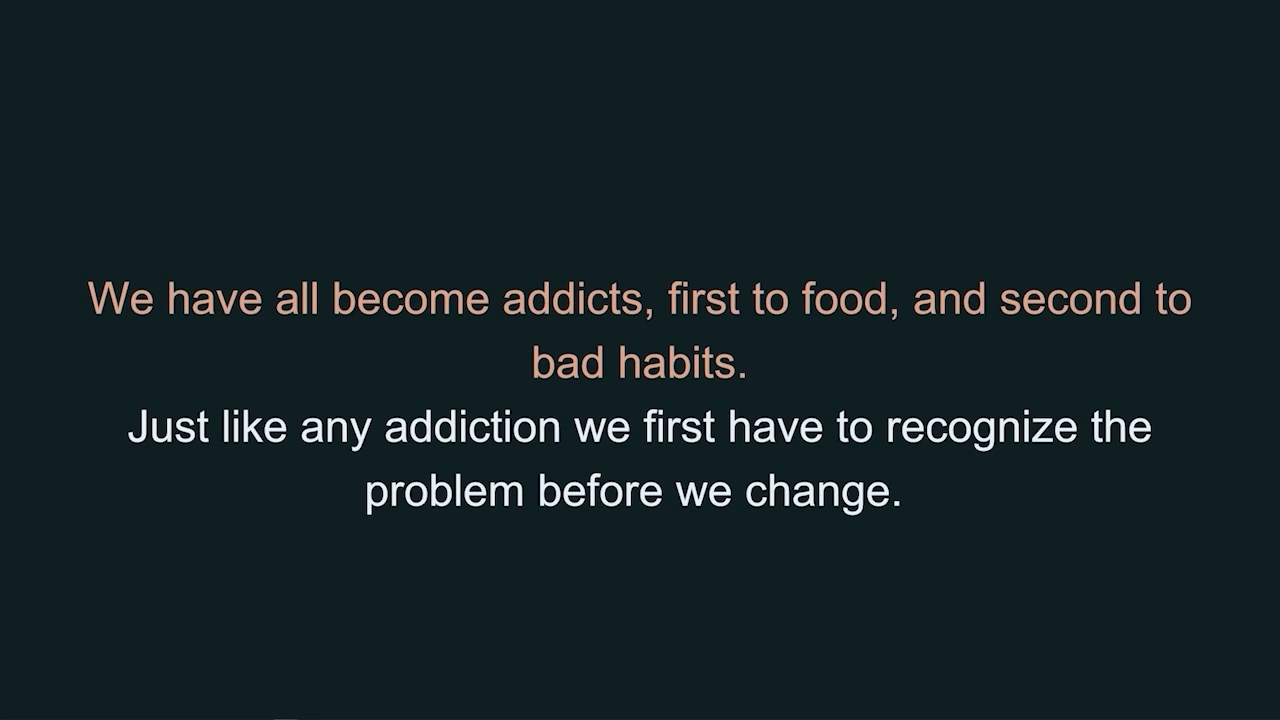 We have all become addicts, first to food, and second to
bad habits.
Just like any addiction we first have to recognize the
problem before we change.